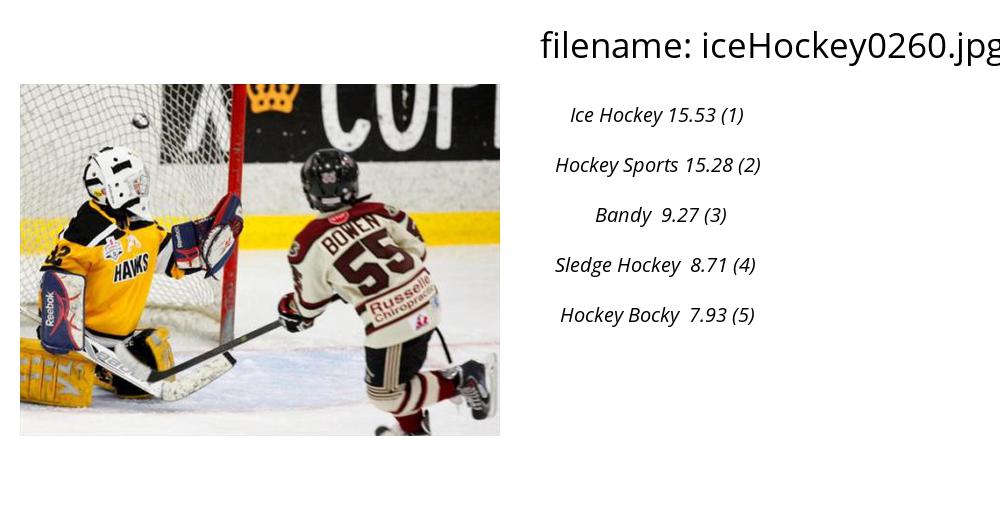 filename: iceHockey0260.jpg
Ice Hockey 15.53 (1)
Hockey Sports 15.28 (2)
Bandy 9.27 (3)
Sledge Hockey 8.71 (4)
Hockey Bocky 7.93 (5)
HAWKS
Reebok
BOWEN
55
Russelle
Chiropractic